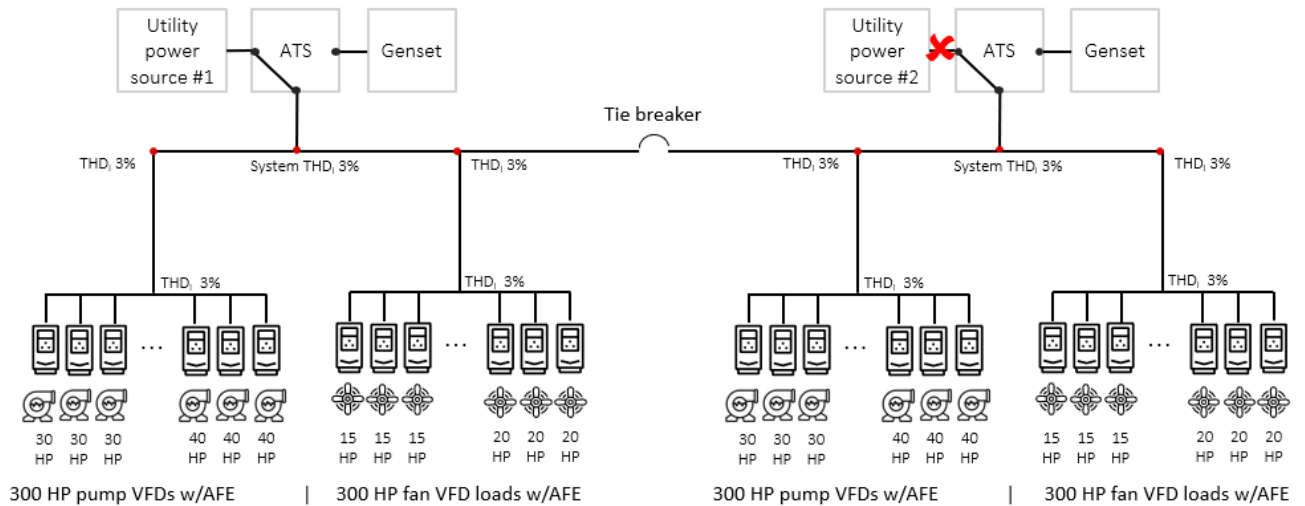 Utility
power
source #1
ATS
Genset
Utility
power
source #2
ATS
Genset
Tie breaker
THDI 3%
System THDI 3%
THDI 3%
THDI 3%
System THDI 3%
THDI 3%
THDI 3%
THDI 3%
THDI 3%
THDI 3%
... ... ... ...
30 30 30 40 40 40 15 15 15 20 20 20 30 30 30 40 40 40 15 15 15 20 20 20
HP HP HP HP HP HP HP HP HP HP HP HP HP HP HP HP HP HP HP HP HP HP HP HP
300 HP pump VFDs w/AFE | 300 HP fan VFD loads w/AFE 300 HP pump VFDs w/AFE | 300 HP fan VFD loads w/AFE